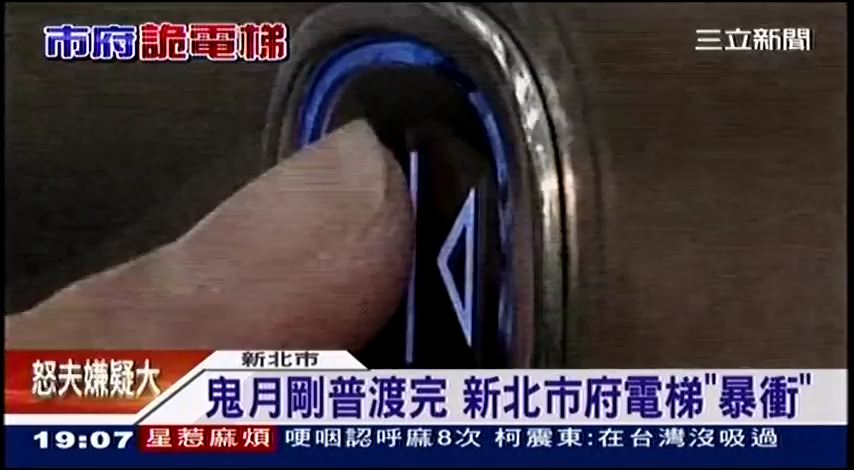 市府詭電梯
三立新聞
新北市
怒夫嫌疑大
鬼月剛普渡完 新北市府電梯"暴衝"
19:07 星惹麻煩 哽咽認呼麻8次 柯震東:在台灣沒吸過